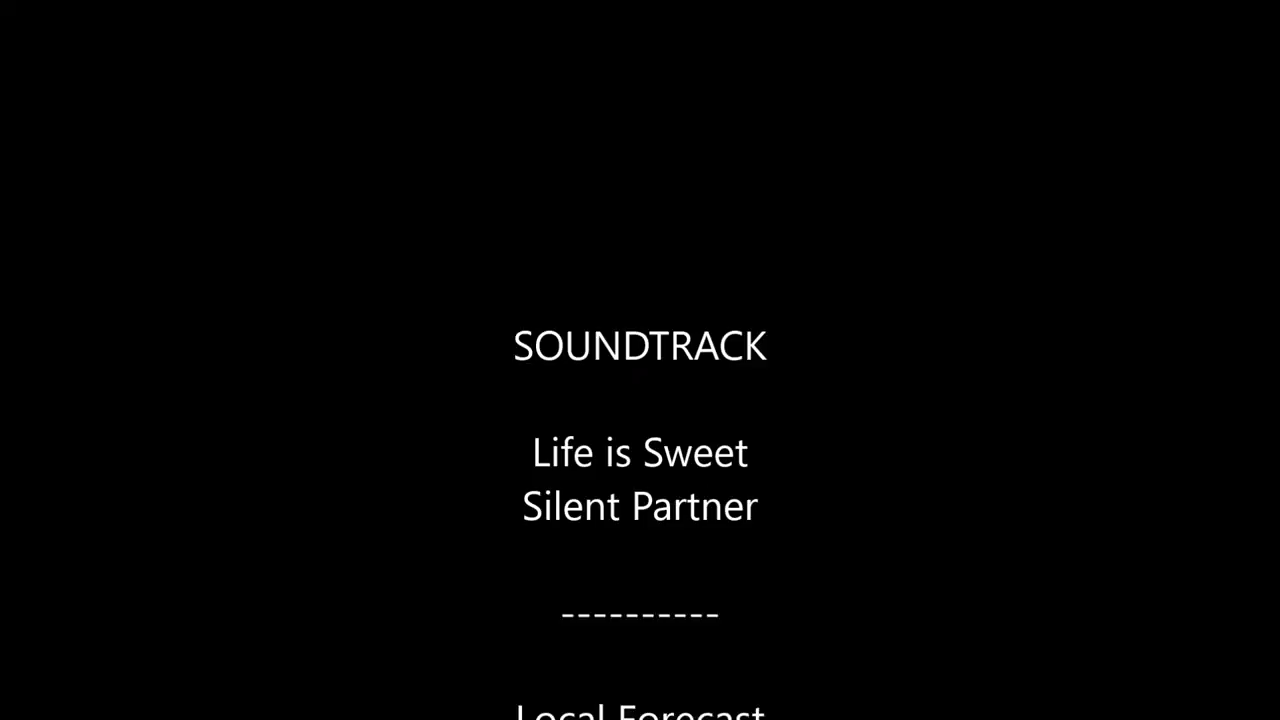 SOUNDTRACK
Life is Sweet
Silent Partner
----------
Local Forecast